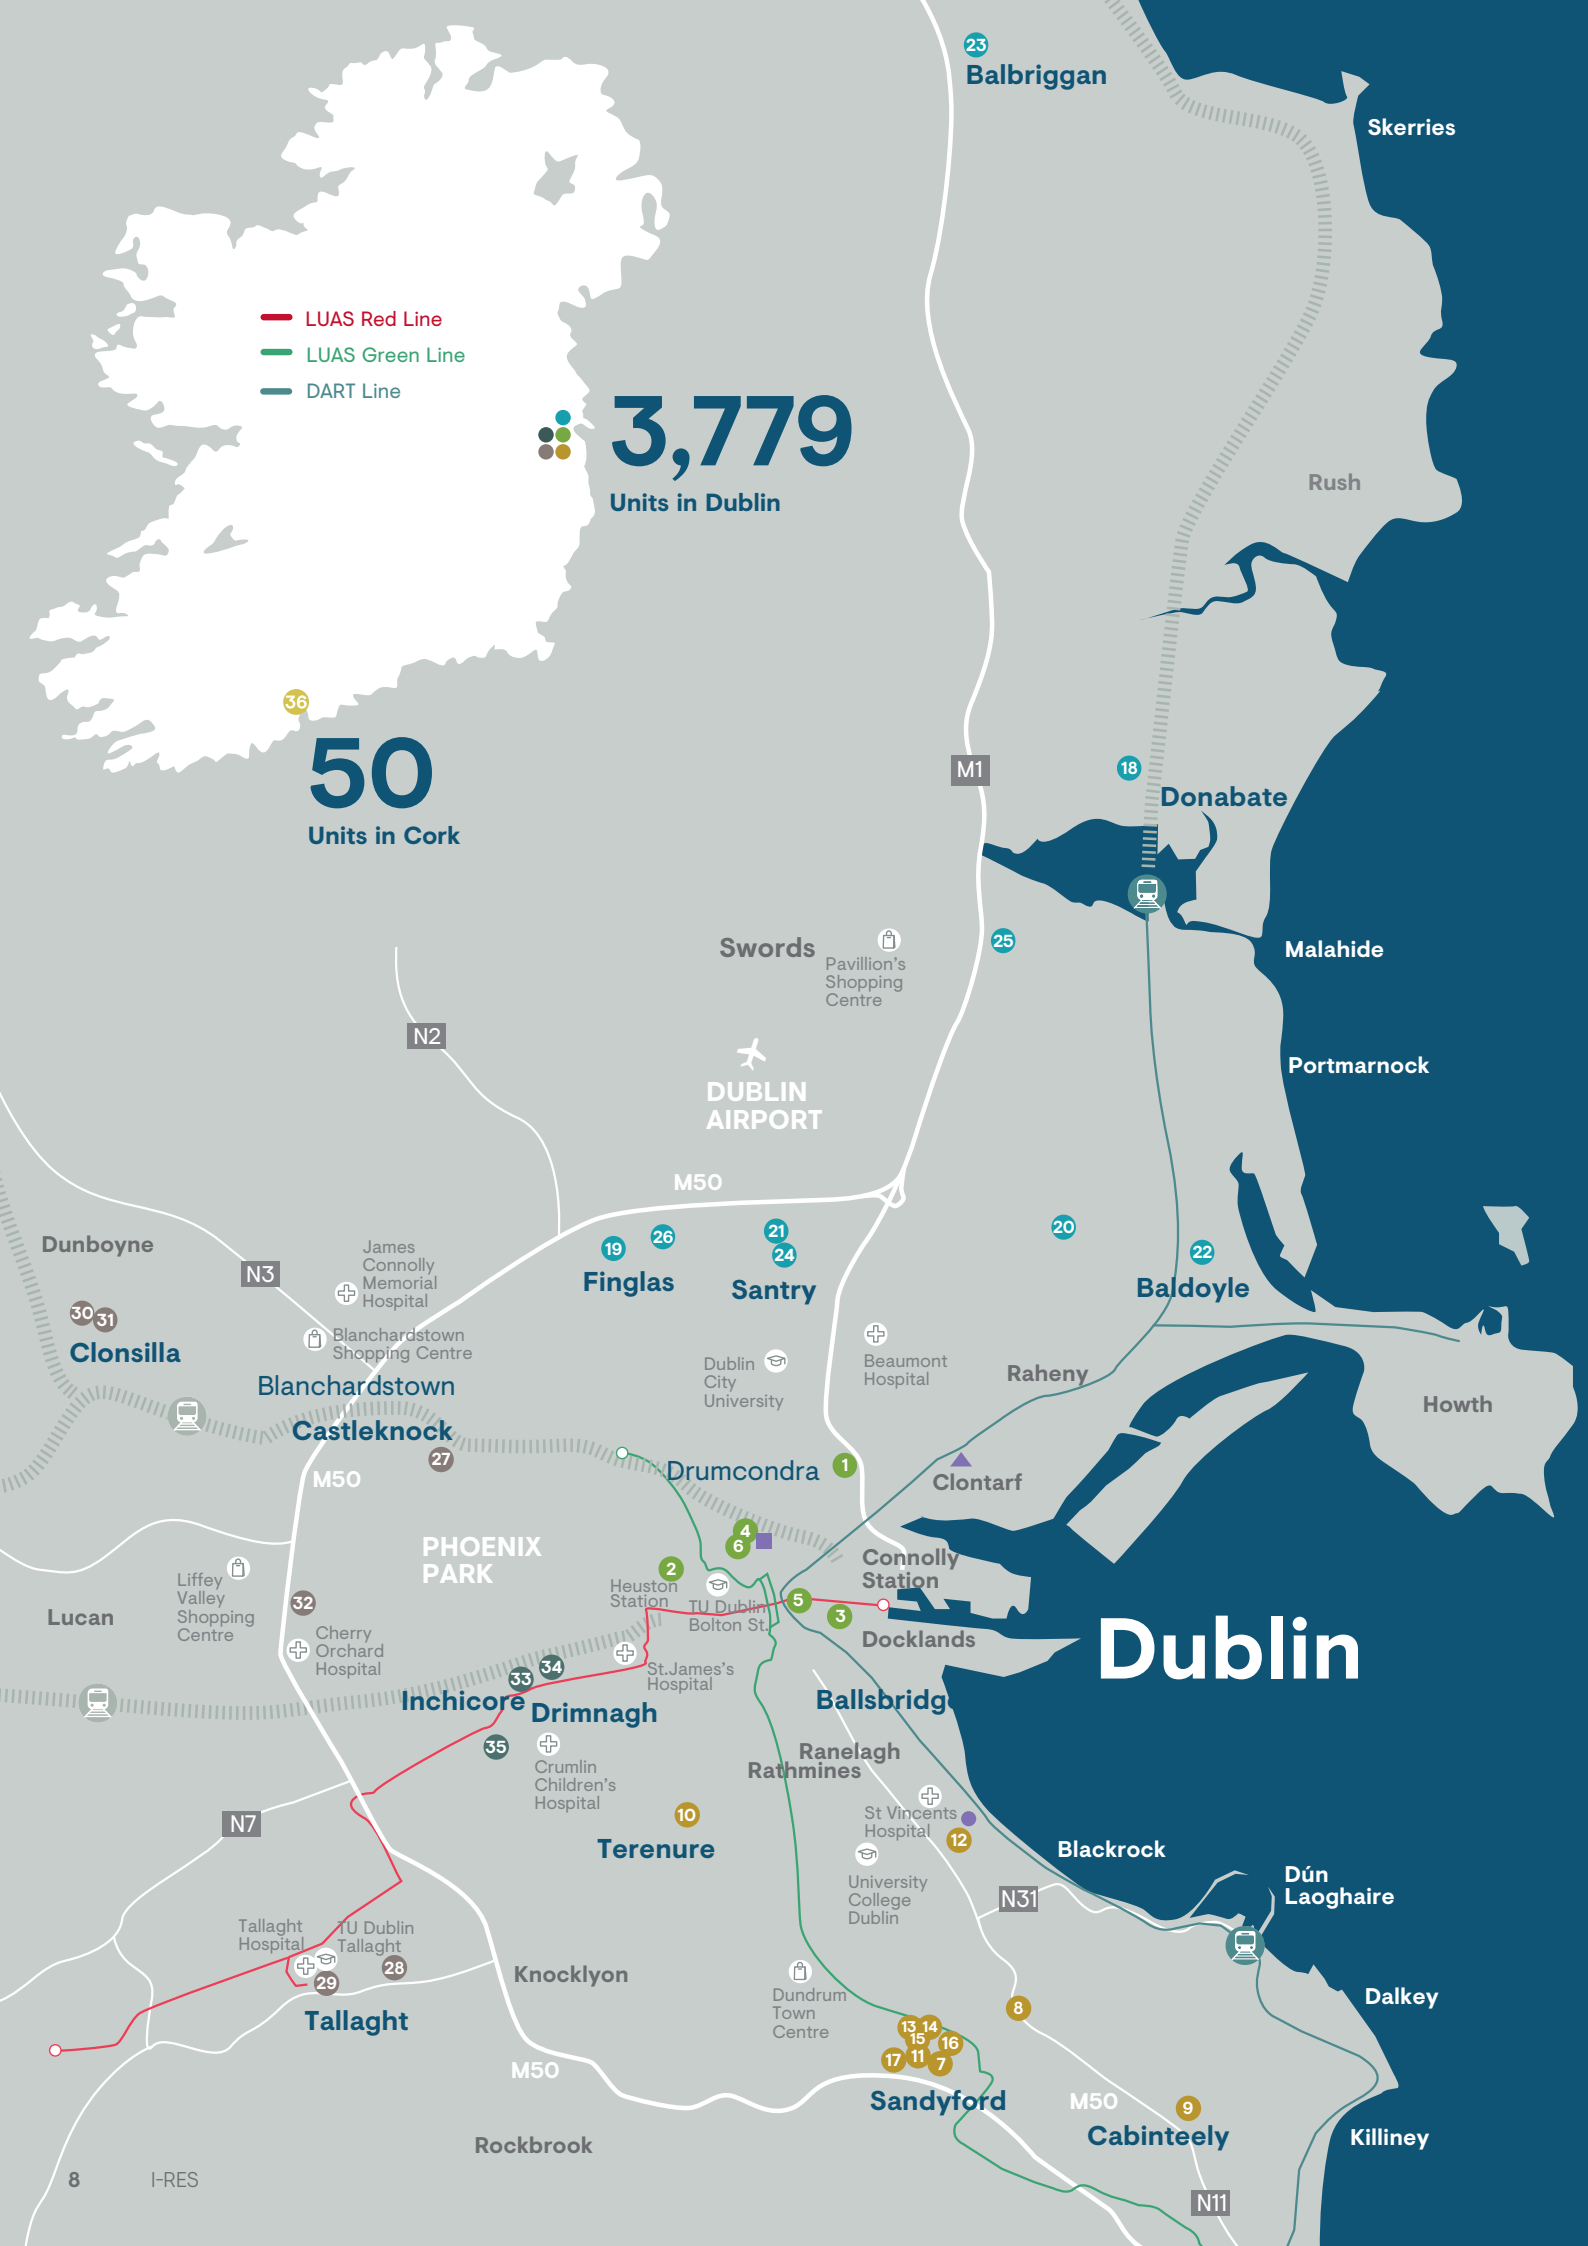 23
Balbriggan
Skerries
LUAS Red Line
LUAS Green Line
DART Line
3,779
Units in Dublin
Rush
36
50
Units in Cork
M1
18
Donabate
Swords
Pavillion's
Shopping
Centre
25
Malahide
N2
DUBLIN
AIRPORT
Portmarnock
M50
Dunboyne
N3
James
Connolly
Memorial
Hospital
19
26
Finglas
21
24
Santry
20
22
Baldoyle
30
31
Clonsilla
Blanchardstown
Shopping Centre
Blanchardstown
Castleknock
27
M50
Dublin
City
University
Beaumont
Hospital
Raheny
Howth
Drumcondra
1
Clontarf
PHOENIX
PARK
4
6
2
Heuston
Station
TU Dublin
Bolton St.
5
3
Connolly
Station
Docklands
Dublin
Liffey
Valley
Shopping
Centre
Lucan
32
Cherry
Orchard
Hospital
33
34
St.James's
Hospital
Inchicore
Drimnagh
Ballsbridge
35
Crumlin
Children's
Hospital
Ranelagh
Rathmines
N7
10
Terenure
St Vincents
Hospital
12
Blackrock
University
College
Dublin
N31
Dún
Laoghaire
Tallaght
Hospital
TU Dublin
Tallaght
28
29
Tallaght
Knocklyon
Dundrum
Town
Centre
8
Dalkey
13
14
15
16
17
11
7
Sandyford
M50
M50
9
Cabinteely
Killiney
Rockbrook
N11
8
I-RES